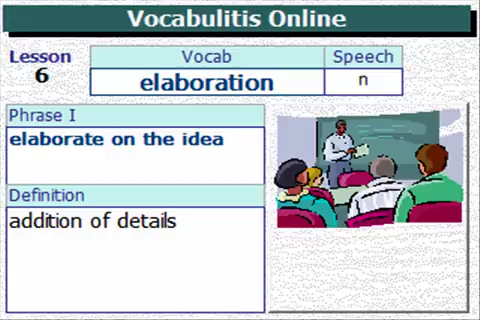 Vocabulitis Online
Lesson
6
Vocab
Speech
elaboration
n
Phrase I
elaborate on the idea
Definition
addition of details